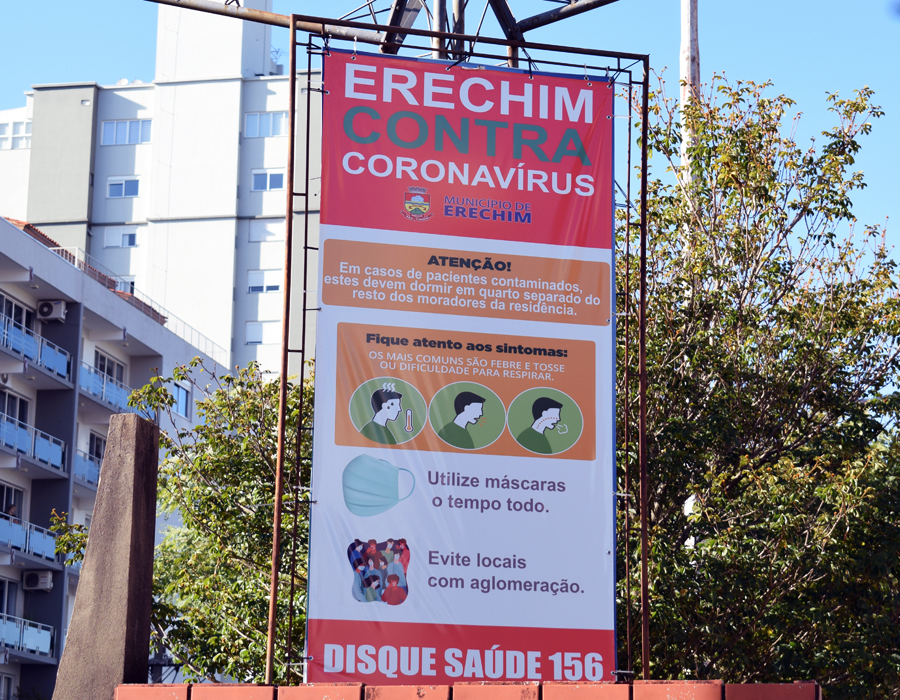 ERECHIM
CONTRA
CORONAVÍRUS
MUNICÍPIO DE
ERECHIM
ATENÇÃO!
Em casos de pacientes contaminados,
estes devem dormir em quarto separado do
resto dos moradores da residência.
Fique atento aos sintomas:
OS MAIS COMUNS SÃO FEBRE E TOSSE
OU DIFICULDADE PARA RESPIRAR.
Utilize máscaras
o tempo todo.
Evite locais
com aglomeração.
DISQUE SAÚDE 156